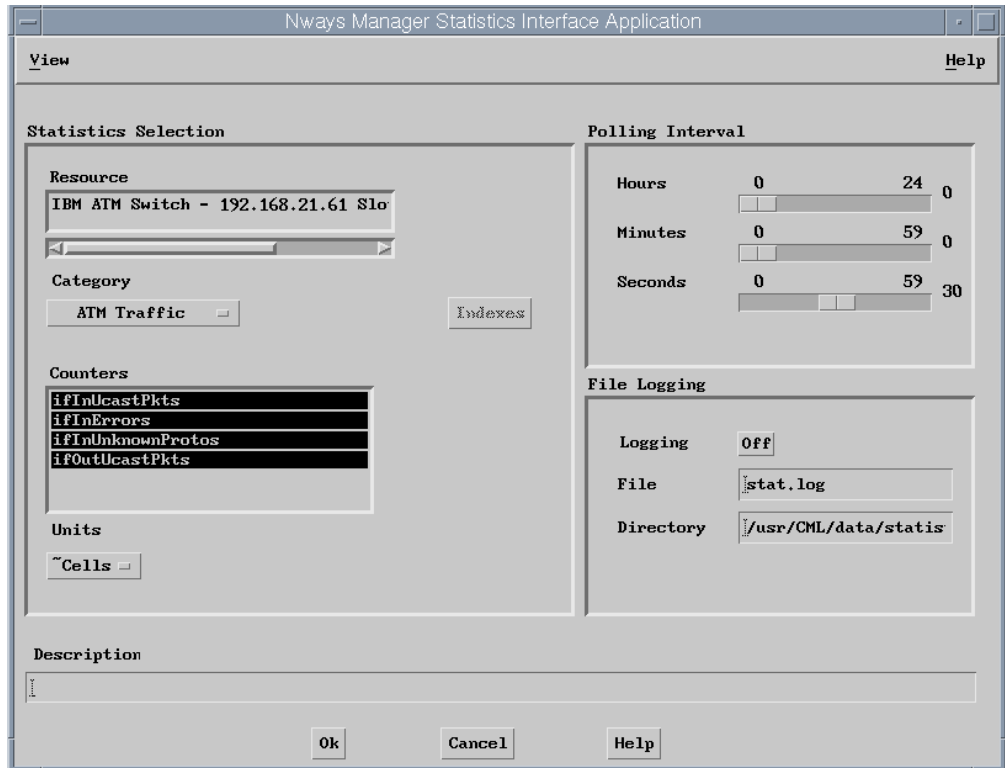 Nways Manager Statistics Interface Application
View Help
Statistics Selection
Resource
IBM ATM Switch - 192.168.21.61 Slo
Category
ATM Traffic
Indexes
Counters
ifInUcastPkts
ifInErrors
ifInUnknownProtos
ifOutUcastPkts
Units
~Cells
Polling Interval
Hours 0 24 0
Minutes 0 59 0
Seconds 0 59 30
File Logging
Logging Off
File stat.log
Directory /usr/CML/data/statis
Description
Ok Cancel Help